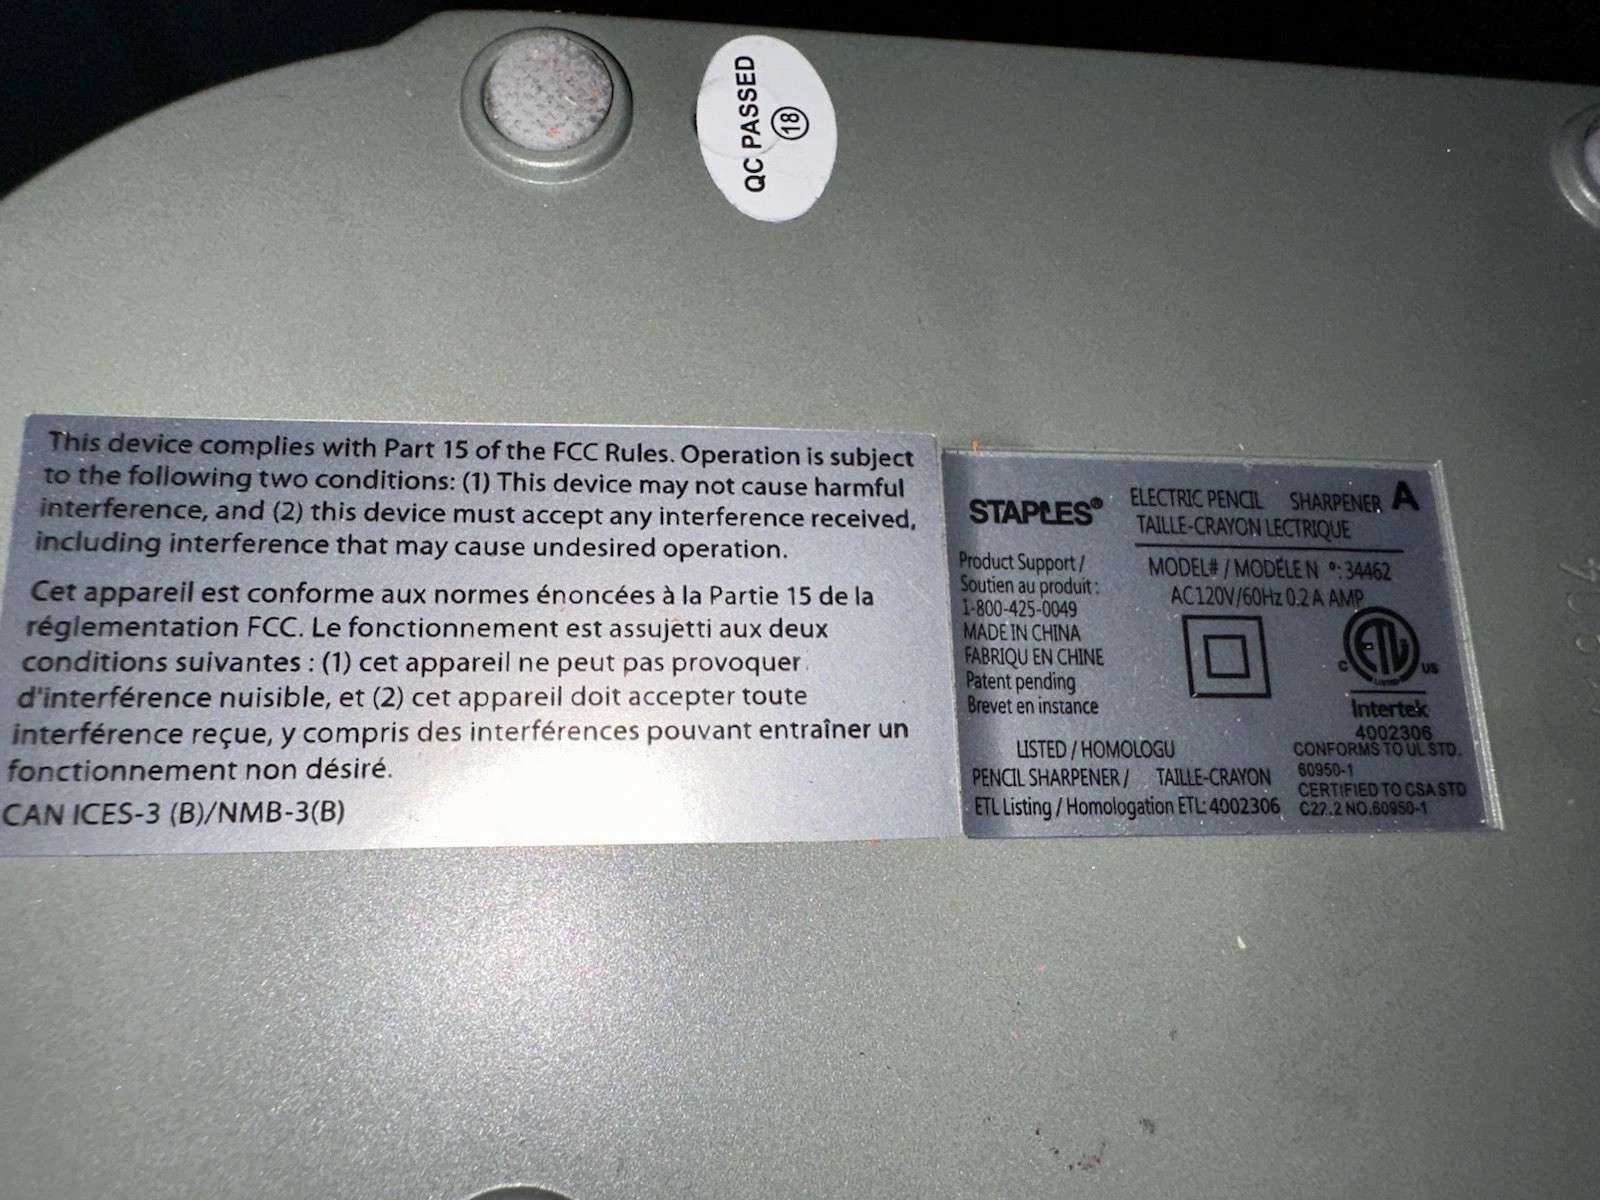 QC PASSED
18
This device complies with Part 15 of the FCC Rules. Operation is subject
to the following two conditions: (1) This device may not cause harmful
interference, and (2) this device must accept any interference received,
including interference that may cause undesired operation.
Cet appareil est conforme aux normes énoncées à la Partie 15 de la
réglementation FCC. Le fonctionnement est assujetti aux deux
conditions suivantes : (1) cet appareil ne peut pas provoquer
d'interférence nuisible, et (2) cet appareil doit accepter toute
interférence reçue, y compris des interférences pouvant entraîner un
fonctionnement non désiré.
CAN ICES-3 (B)/NMB-3(B)
STAPLES®
ELECTRIC PENCIL SHARPENER A
TAILLE-CRAYON LECTRIQUE
MODEL# / MODÉLE N º: 34462
AC120V/60Hz 0.2 A AMP
Product Support /
Soutien au produit :
1-800-425-0049
MADE IN CHINA
FABRIQU EN CHINE
Patent pending
Brevet en instance
C ETL US
LISTED
Intertek
4002306
LISTED / HOMOLOGU
PENCIL SHARPENER / TAILLE-CRAYON
ETL Listing / Homologation ETL: 4002306
CONFORMS TO UL STD.
60950-1
CERTIFIED TO CSA STD
C22.2 NO.60950-1